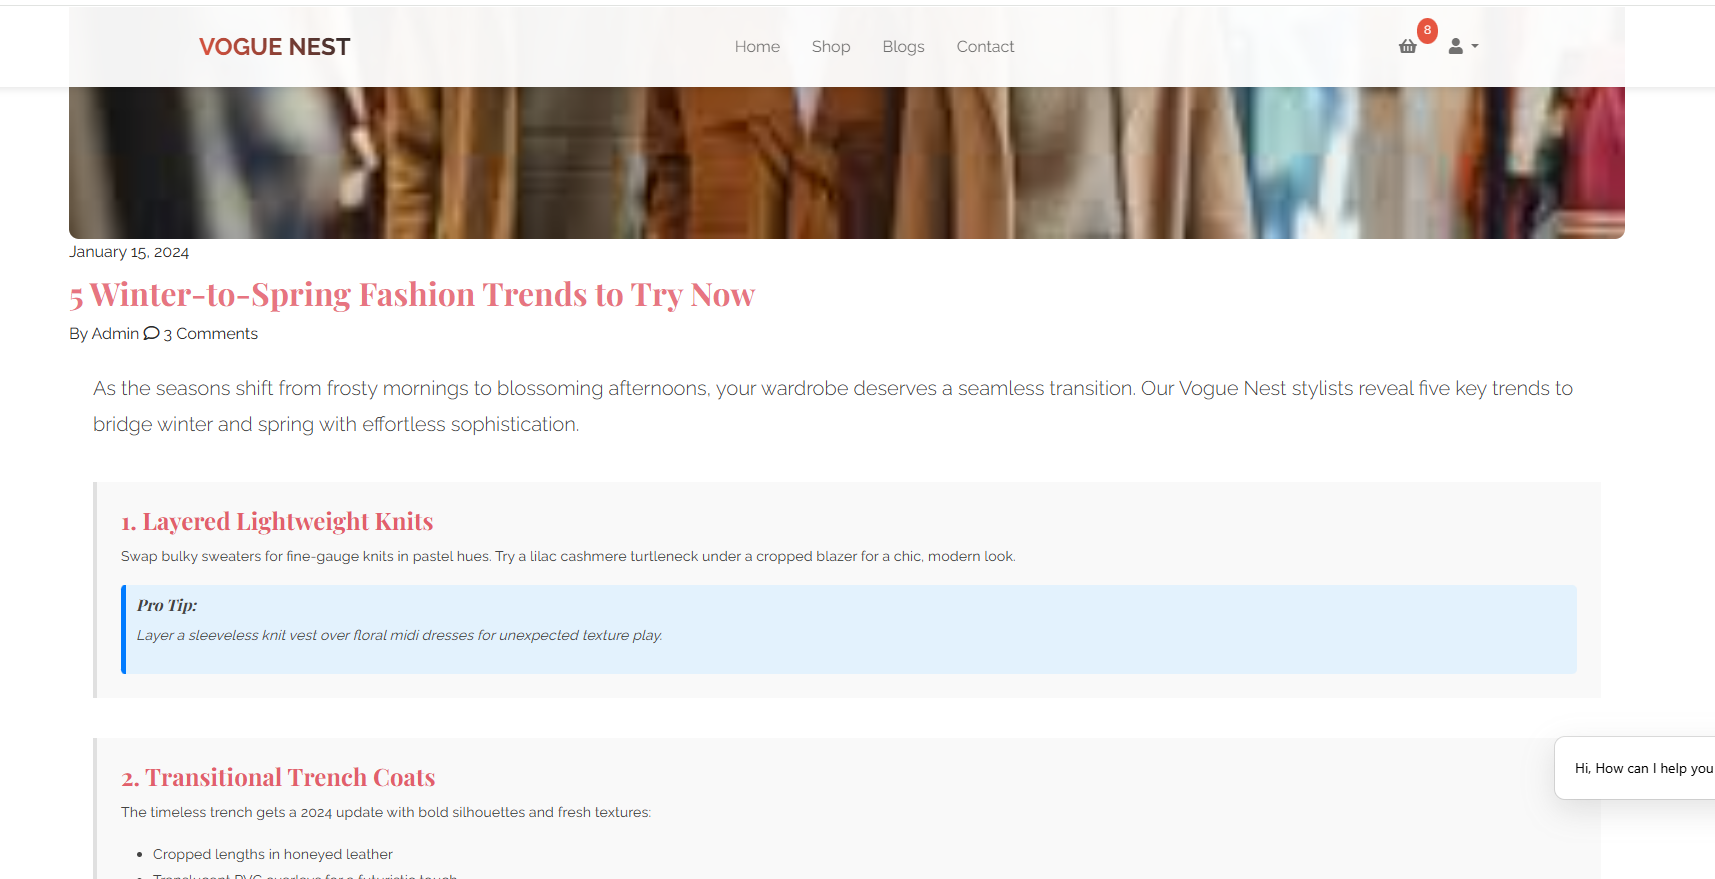 VOGUE NEST
Home Shop Blogs Contact
8
January 15, 2024
5 Winter-to-Spring Fashion Trends to Try Now
By Admin 3 Comments
As the seasons shift from frosty mornings to blossoming afternoons, your wardrobe deserves a seamless transition. Our Vogue Nest stylists reveal five key trends to
bridge winter and spring with effortless sophistication.
1. Layered Lightweight Knits
Swap bulky sweaters for fine-gauge knits in pastel hues. Try a lilac cashmere turtleneck under a cropped blazer for a chic, modern look.
Pro Tip:
Layer a sleeveless knit vest over floral midi dresses for unexpected texture play.
2. Transitional Trench Coats
Hi, How can I help you
The timeless trench gets a 2024 update with bold silhouettes and fresh textures:
• Cropped lengths in honeyed leather
• Translucent PVC overlays for a futuristic touch